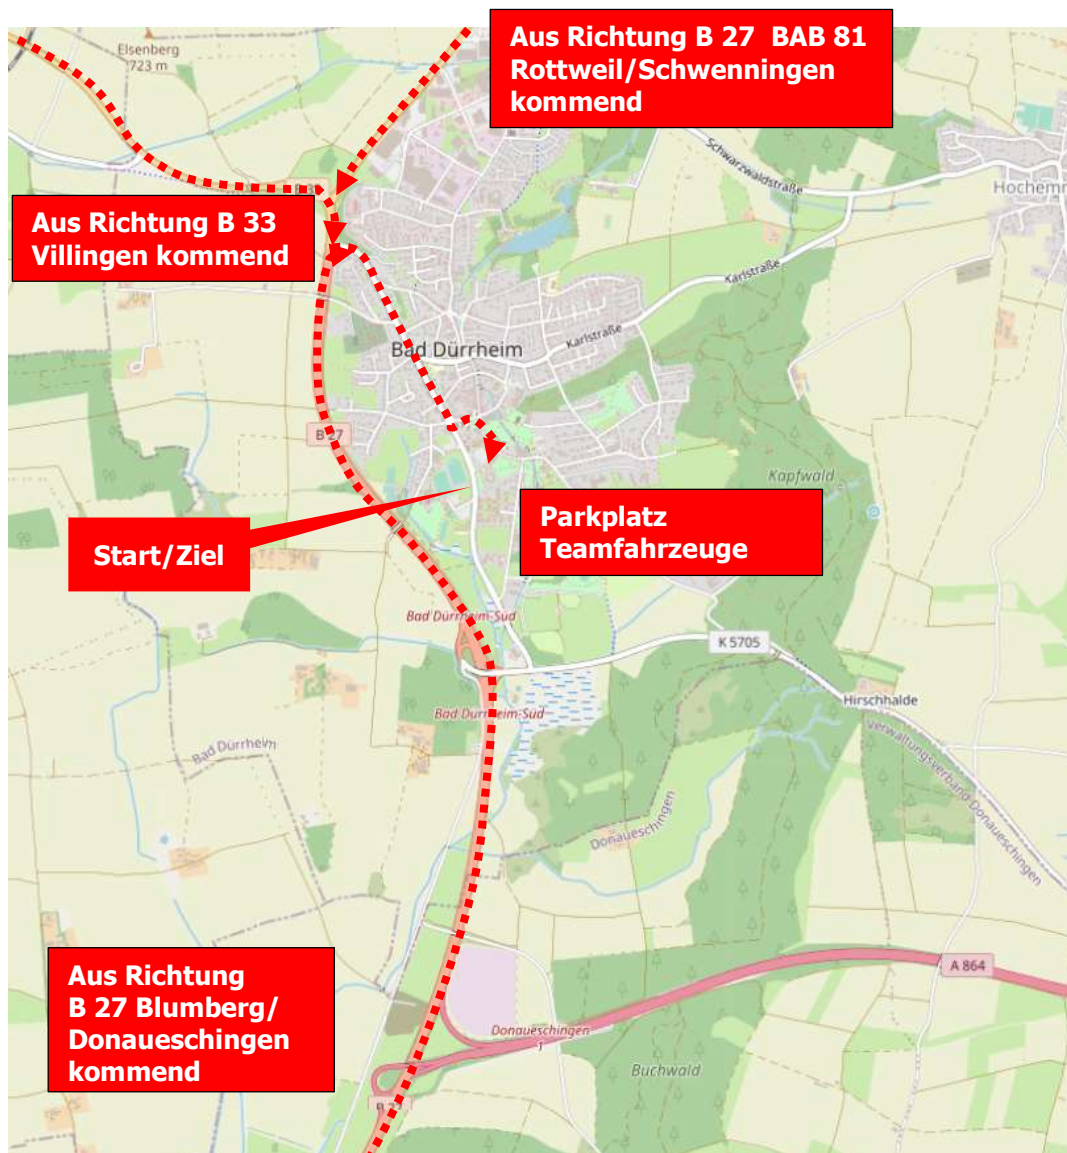 Aus Richtung B 27 BAB 81
Rottweil/Schwenningen
kommend
Elsenberg
723 m
Schwarzwaldstraße
Hochemm
Aus Richtung B 33
Villingen kommend
Karlstraße
Karlstraße
Bad Dürrheim
B 27
Kapfwald
Parkplatz
Teamfahrzeuge
Start/Ziel
Bad Dürrheim-Süd
K 5705
Hirschhalde
Bad Dürrheim-Süd
Verwaltungsverband Donaueschingen
Bad Dürrheim
Donaueschingen
Aus Richtung
B 27 Blumberg/
Donaueschingen
kommend
A 864
Donaueschingen
1
Buchwald
B 27